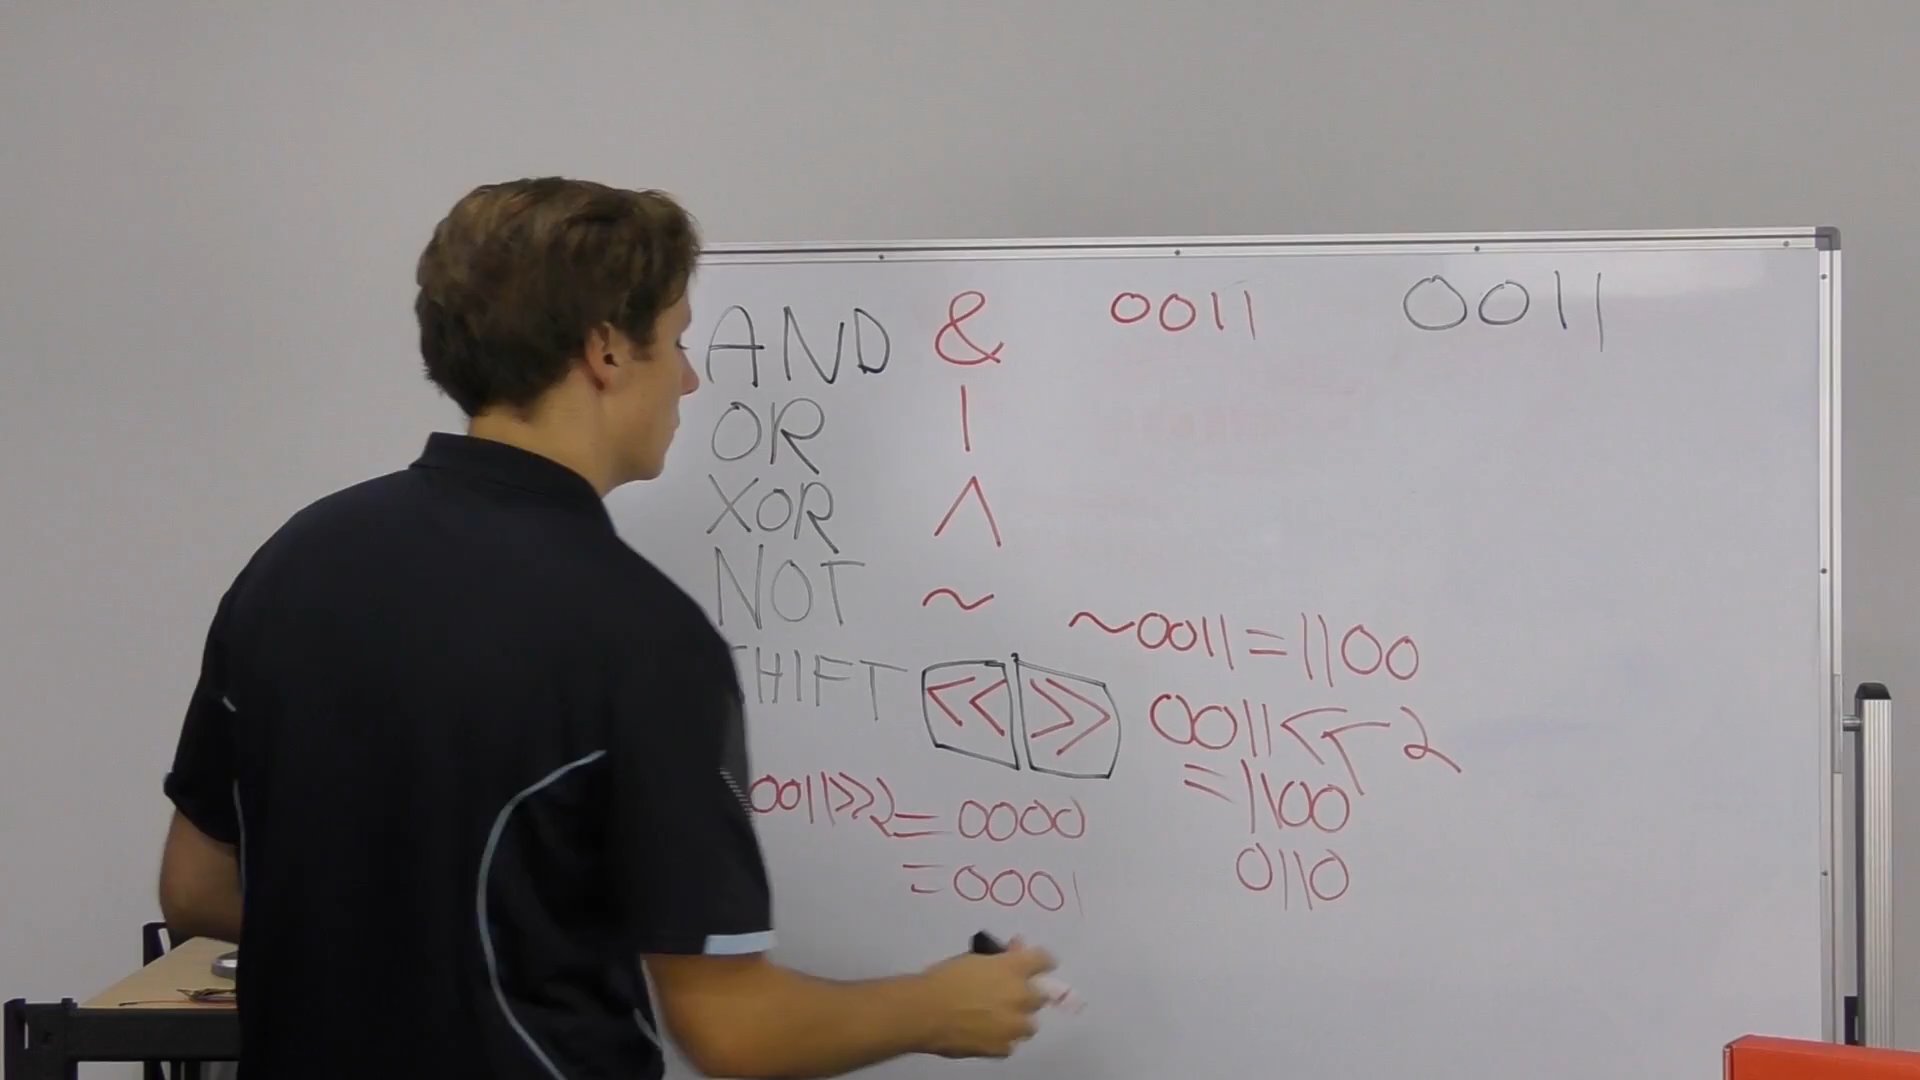 AND & 0011 0011
OR |
XOR ^
NOT ~ ~0011=1100
SHIFT << >> 0011<<2
=1100
0110
0011>>2=0000
=0001